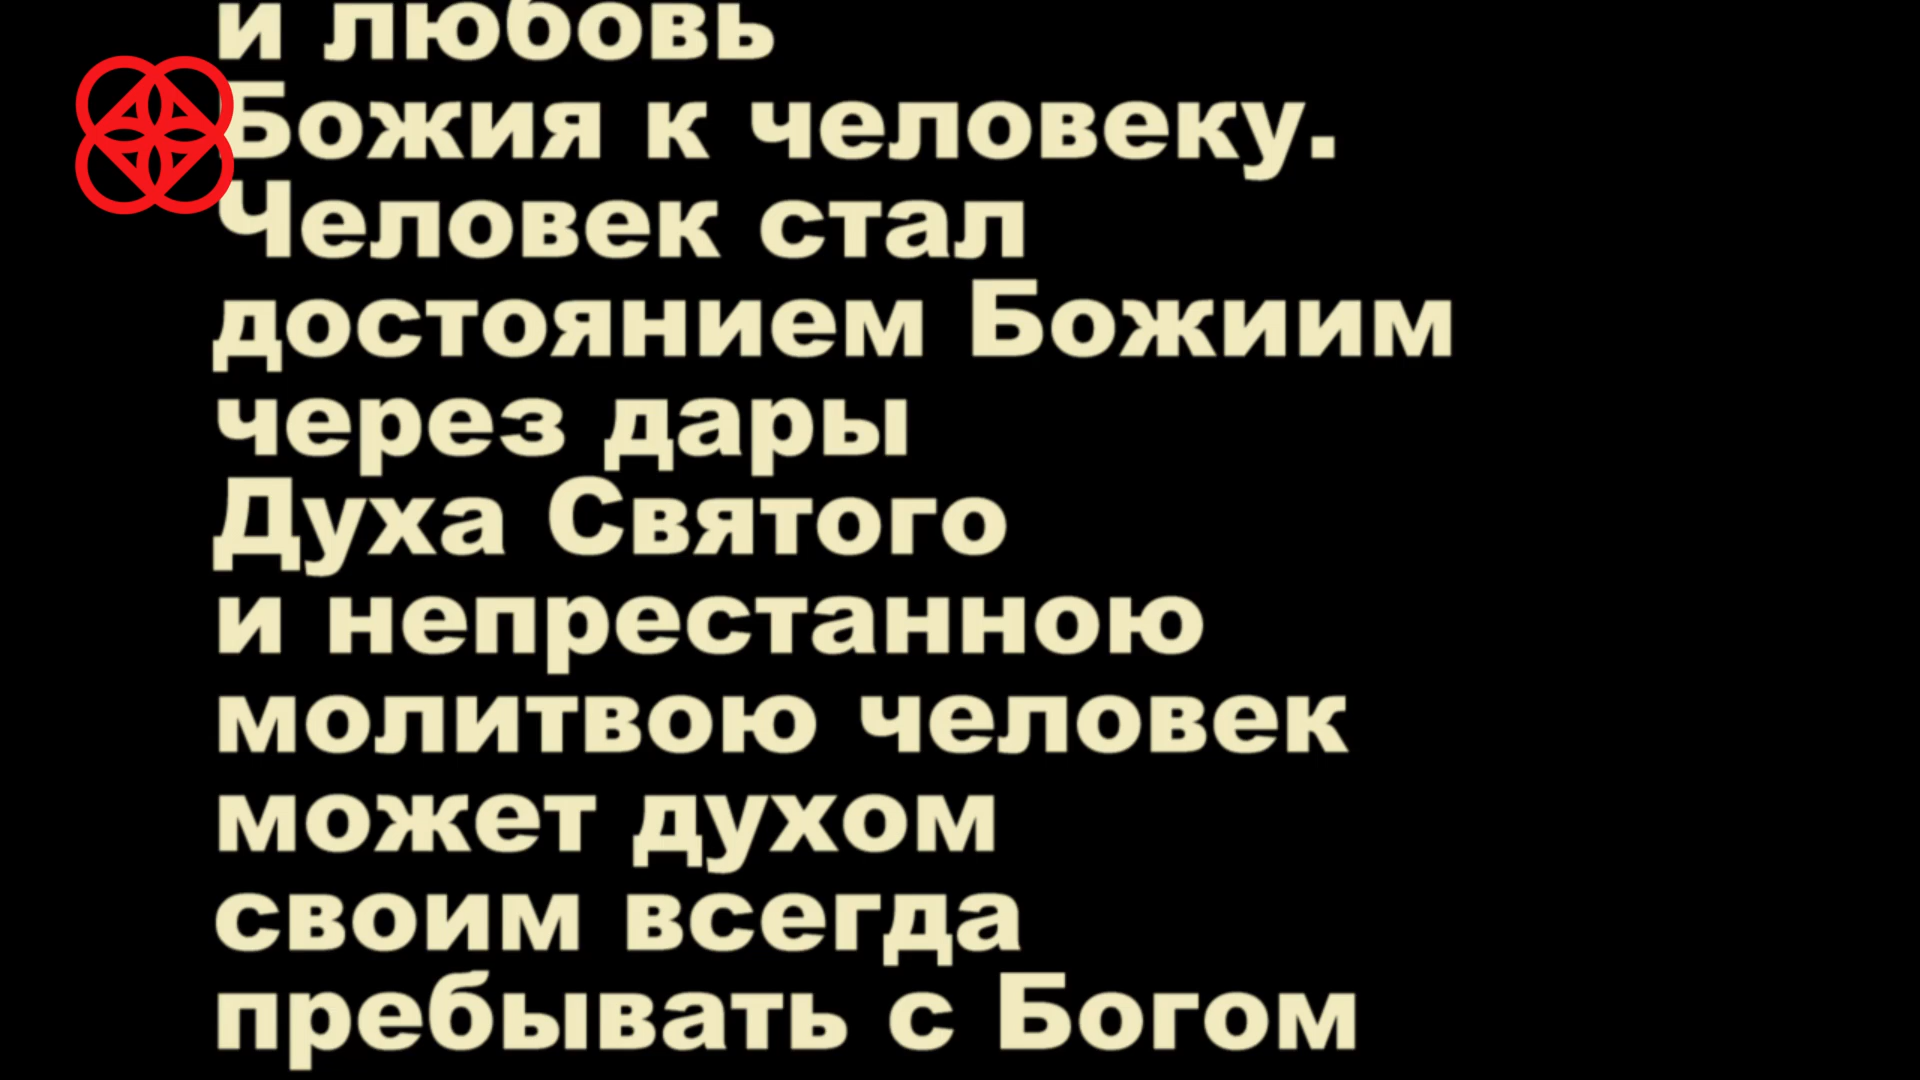 и любовь
Божия к человеку.
Человек стал
достоянием Божиим
через дары
Духа Святого
и непрестанною
молитвою человек
может духом
своим всегда
пребывать с Богом